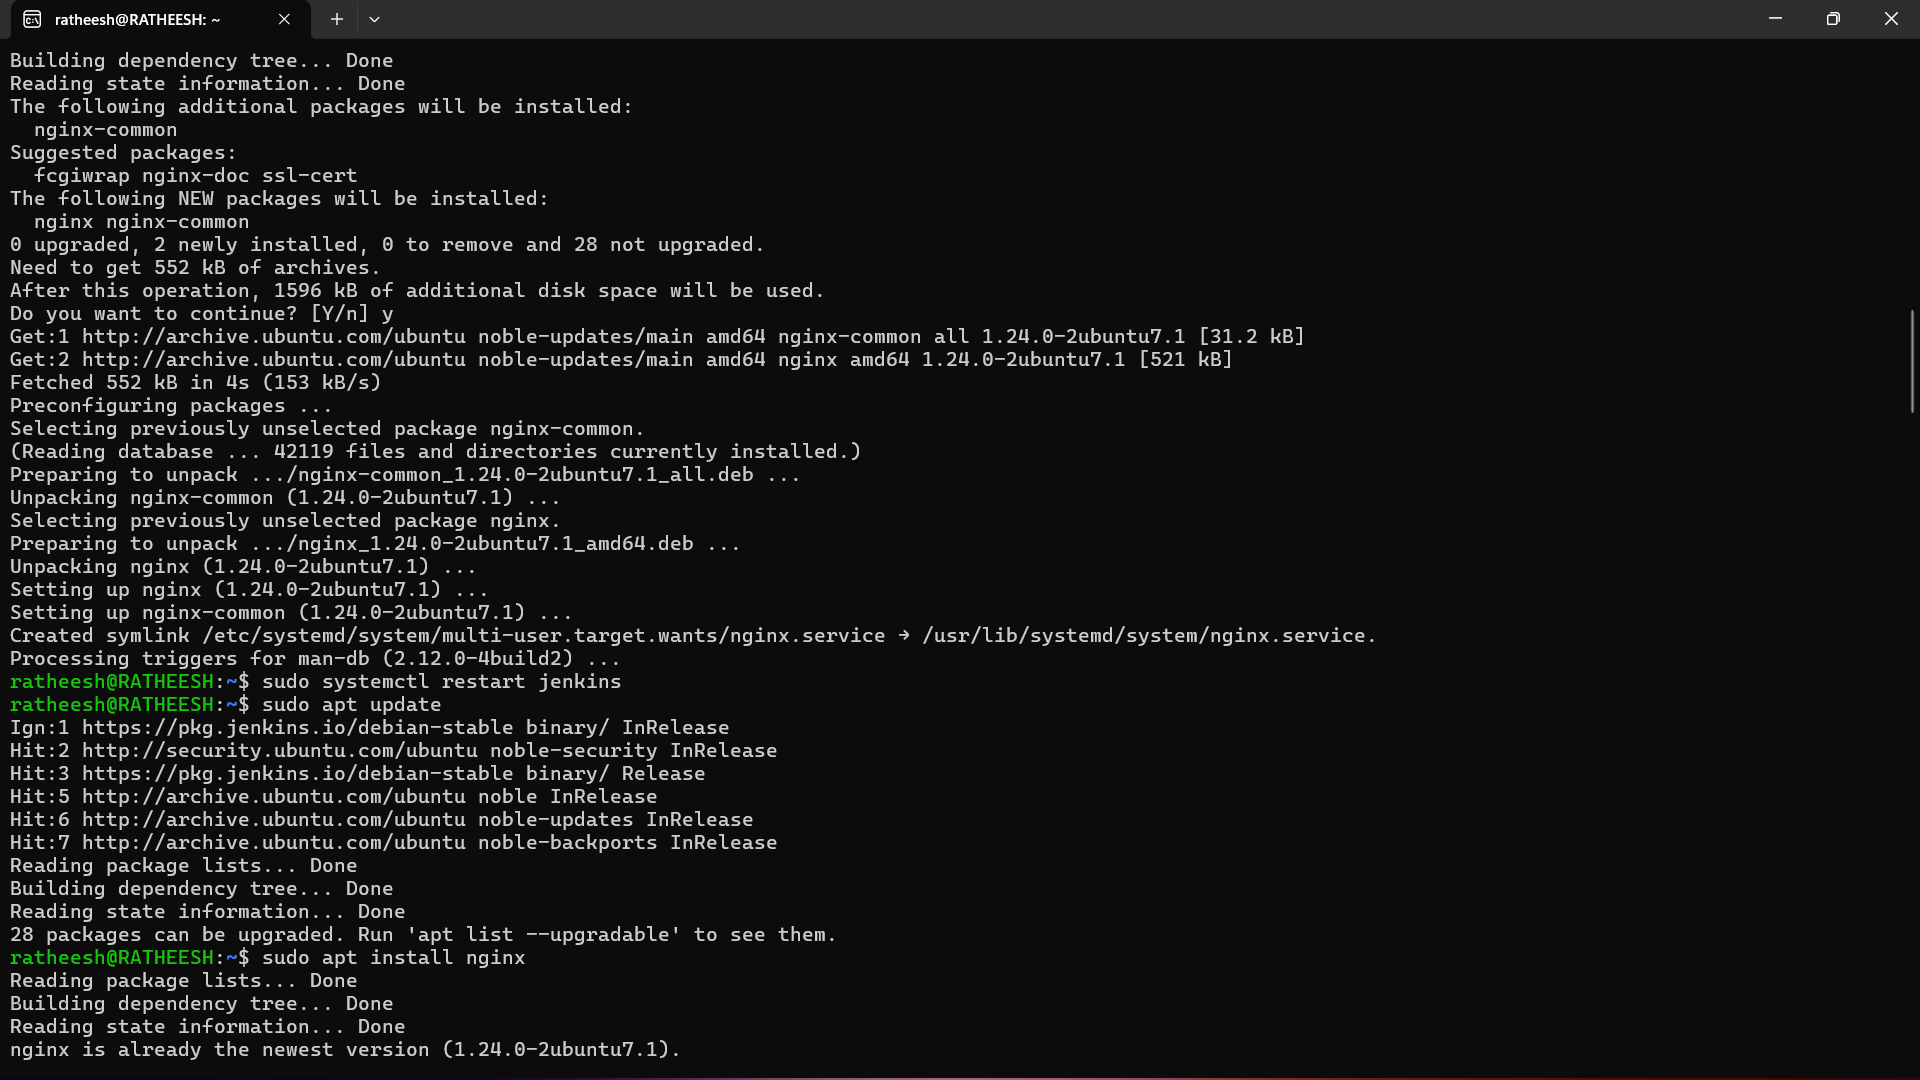 ratheesh@RATHEESH: ~
Building dependency tree... Done
Reading state information... Done
The following additional packages will be installed:
  nginx-common
Suggested packages:
  fcgiwrap nginx-doc ssl-cert
The following NEW packages will be installed:
  nginx nginx-common
0 upgraded, 2 newly installed, 0 to remove and 28 not upgraded.
Need to get 552 kB of archives.
After this operation, 1596 kB of additional disk space will be used.
Do you want to continue? [Y/n] y
Get:1 http://archive.ubuntu.com/ubuntu noble-updates/main amd64 nginx-common all 1.24.0-2ubuntu7.1 [31.2 kB]
Get:2 http://archive.ubuntu.com/ubuntu noble-updates/main amd64 nginx amd64 1.24.0-2ubuntu7.1 [521 kB]
Fetched 552 kB in 4s (153 kB/s)
Preconfiguring packages ...
Selecting previously unselected package nginx-common.
(Reading database ... 42119 files and directories currently installed.)
Preparing to unpack .../nginx-common_1.24.0-2ubuntu7.1_all.deb ...
Unpacking nginx-common (1.24.0-2ubuntu7.1) ...
Selecting previously unselected package nginx.
Preparing to unpack .../nginx_1.24.0-2ubuntu7.1_amd64.deb ...
Unpacking nginx (1.24.0-2ubuntu7.1) ...
Setting up nginx (1.24.0-2ubuntu7.1) ...
Setting up nginx-common (1.24.0-2ubuntu7.1) ...
Created symlink /etc/systemd/system/multi-user.target.wants/nginx.service → /usr/lib/systemd/system/nginx.service.
Processing triggers for man-db (2.12.0-4build2) ...
ratheesh@RATHEESH:~$ sudo systemctl restart jenkins
ratheesh@RATHEESH:~$ sudo apt update
Ign:1 https://pkg.jenkins.io/debian-stable binary/ InRelease
Hit:2 http://security.ubuntu.com/ubuntu noble-security InRelease
Hit:3 https://pkg.jenkins.io/debian-stable binary/ Release
Hit:5 http://archive.ubuntu.com/ubuntu noble InRelease
Hit:6 http://archive.ubuntu.com/ubuntu noble-updates InRelease
Hit:7 http://archive.ubuntu.com/ubuntu noble-backports InRelease
Reading package lists... Done
Building dependency tree... Done
Reading state information... Done
28 packages can be upgraded. Run 'apt list --upgradable' to see them.
ratheesh@RATHEESH:~$ sudo apt install nginx
Reading package lists... Done
Building dependency tree... Done
Reading state information... Done
nginx is already the newest version (1.24.0-2ubuntu7.1).